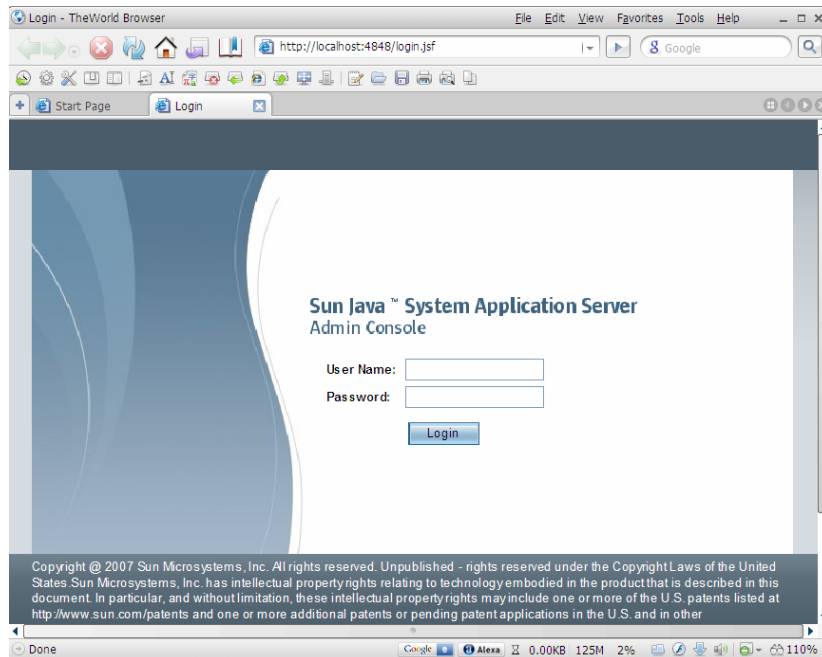 Login - TheWorld Browser
File Edit View Favorites Tools Help
http://localhost:4848/login.jsf
Google
AI
Start Page
Login
Sun Java ™ System Application Server
Admin Console
User Name:
Password:
Login
Copyright @ 2007 Sun Microsystems, Inc. All rights reserved. Unpublished - rights reserved under the Copyright Laws of the United
States.Sun Microsystems, Inc. has intellectual property rights relating to technology embodied in the product that is described in this
document. In particular, and without limitation, these intellectual property rights may include one or more of the U.S. patents listed at
http://www.sun.com/patents and one or more additional patents or pending patent applications in the U.S. and in other
Done Google Alexa 0.00KB 125M 2% 110%